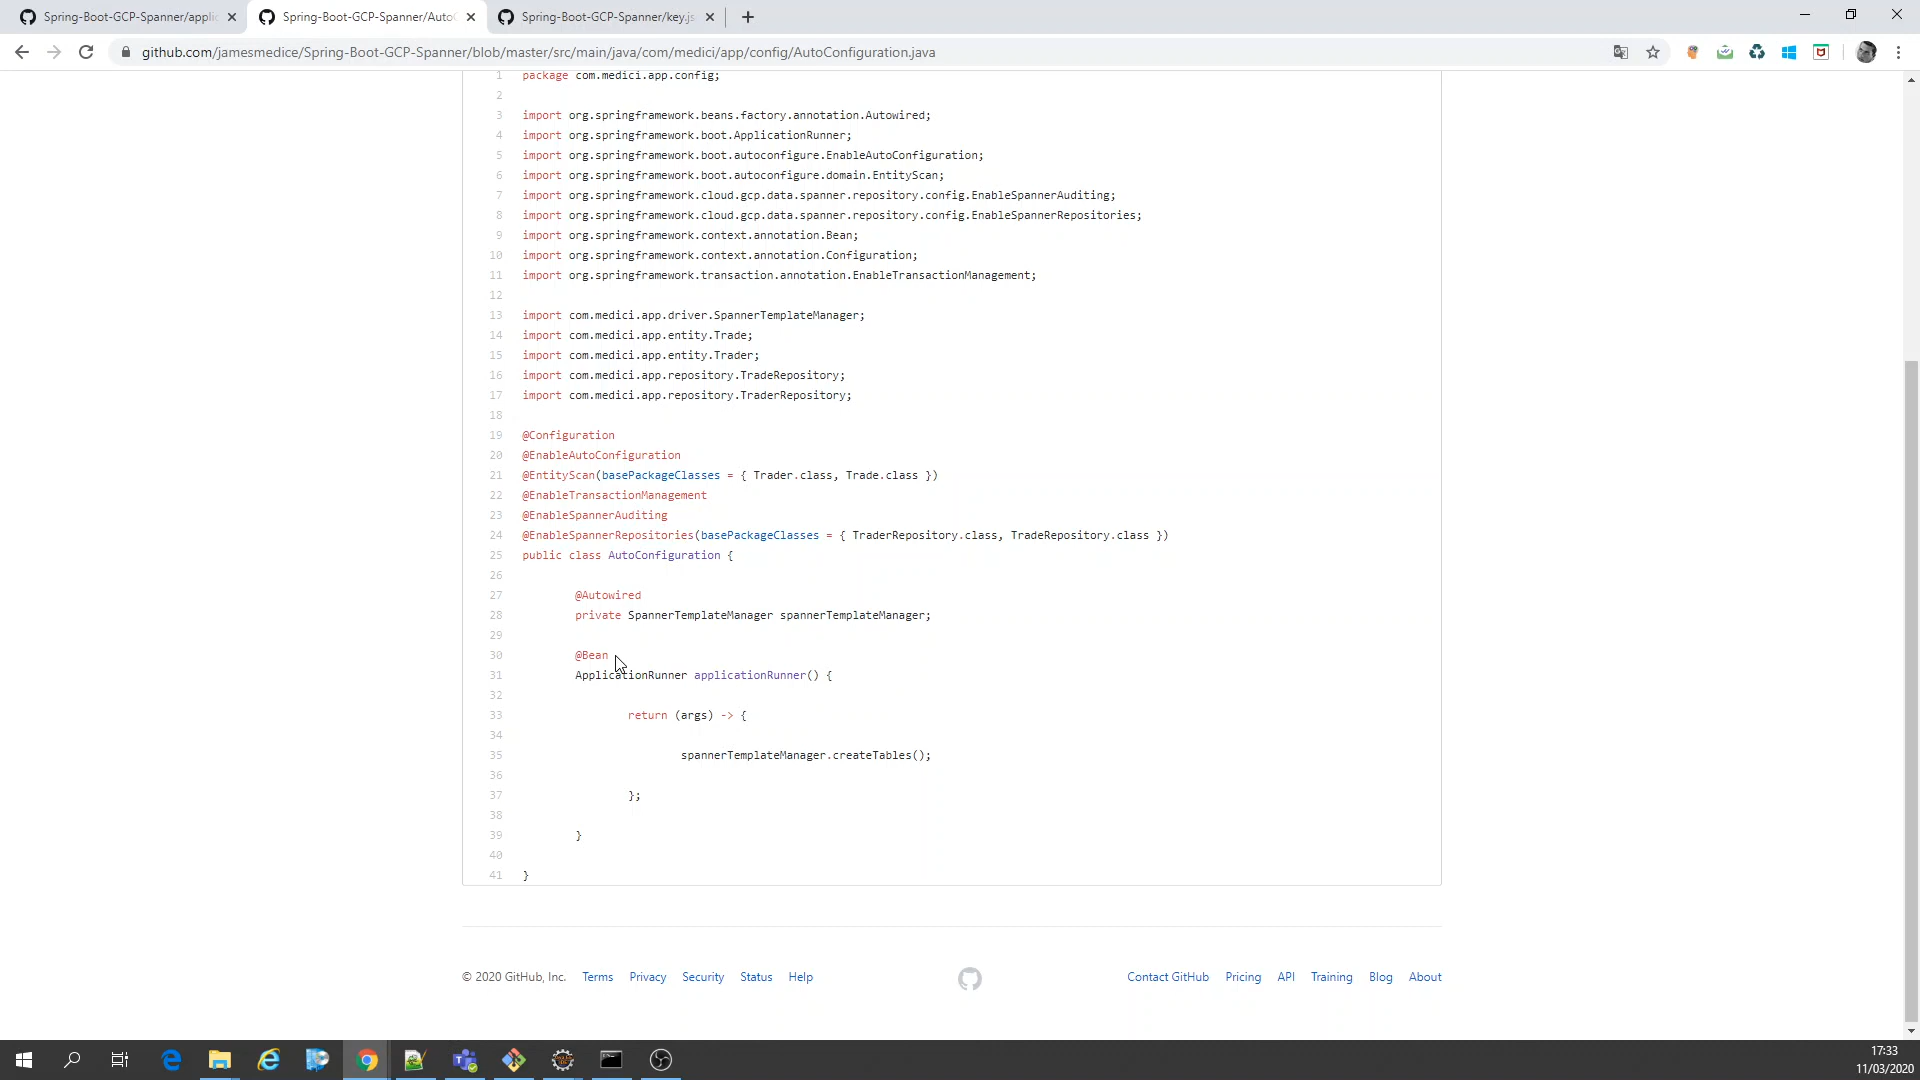 Spring-Boot-GCP-Spanner/applic
Spring-Boot-GCP-Spanner/AutoC
Spring-Boot-GCP-Spanner/key.js
github.com/jamesmedice/Spring-Boot-GCP-Spanner/blob/master/src/main/java/com/medici/app/config/AutoConfiguration.java
1 package com.medici.app.config;
2
3 import org.springframework.beans.factory.annotation.Autowired;
4 import org.springframework.boot.ApplicationRunner;
5 import org.springframework.boot.autoconfigure.EnableAutoConfiguration;
6 import org.springframework.boot.autoconfigure.domain.EntityScan;
7 import org.springframework.cloud.gcp.data.spanner.repository.config.EnableSpannerAuditing;
8 import org.springframework.cloud.gcp.data.spanner.repository.config.EnableSpannerRepositories;
9 import org.springframework.context.annotation.Bean;
10 import org.springframework.context.annotation.Configuration;
11 import org.springframework.transaction.annotation.EnableTransactionManagement;
12
13 import com.medici.app.driver.SpannerTemplateManager;
14 import com.medici.app.entity.Trade;
15 import com.medici.app.entity.Trader;
16 import com.medici.app.repository.TradeRepository;
17 import com.medici.app.repository.TraderRepository;
18
19 @Configuration
20 @EnableAutoConfiguration
21 @EntityScan(basePackageClasses = { Trader.class, Trade.class })
22 @EnableTransactionManagement
23 @EnableSpannerAuditing
24 @EnableSpannerRepositories(basePackageClasses = { TraderRepository.class, TradeRepository.class })
25 public class AutoConfiguration {
26
27 @Autowired
28 private SpannerTemplateManager spannerTemplateManager;
29
30 @Bean
31 ApplicationRunner applicationRunner() {
32
33 return (args) -> {
34
35 spannerTemplateManager.createTables();
36
37 };
38
39 }
40
41 }
© 2020 GitHub, Inc. Terms Privacy Security Status Help Contact GitHub Pricing API Training Blog About
17:33
11/03/2020